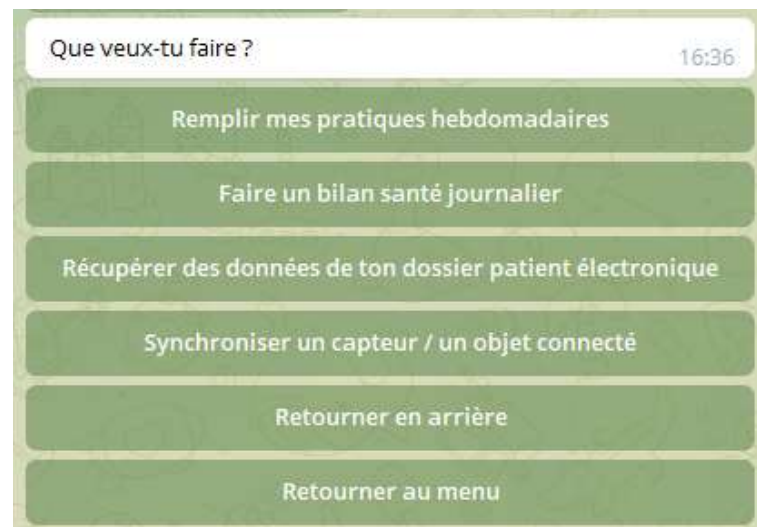 Que veux-tu faire ?
16:36
Remplir mes pratiques hebdomadaires
Faire un bilan santé journalier
Récupérer des données de ton dossier patient électronique
Synchroniser un capteur / un objet connecté
Retourner en arrière
Retourner au menu